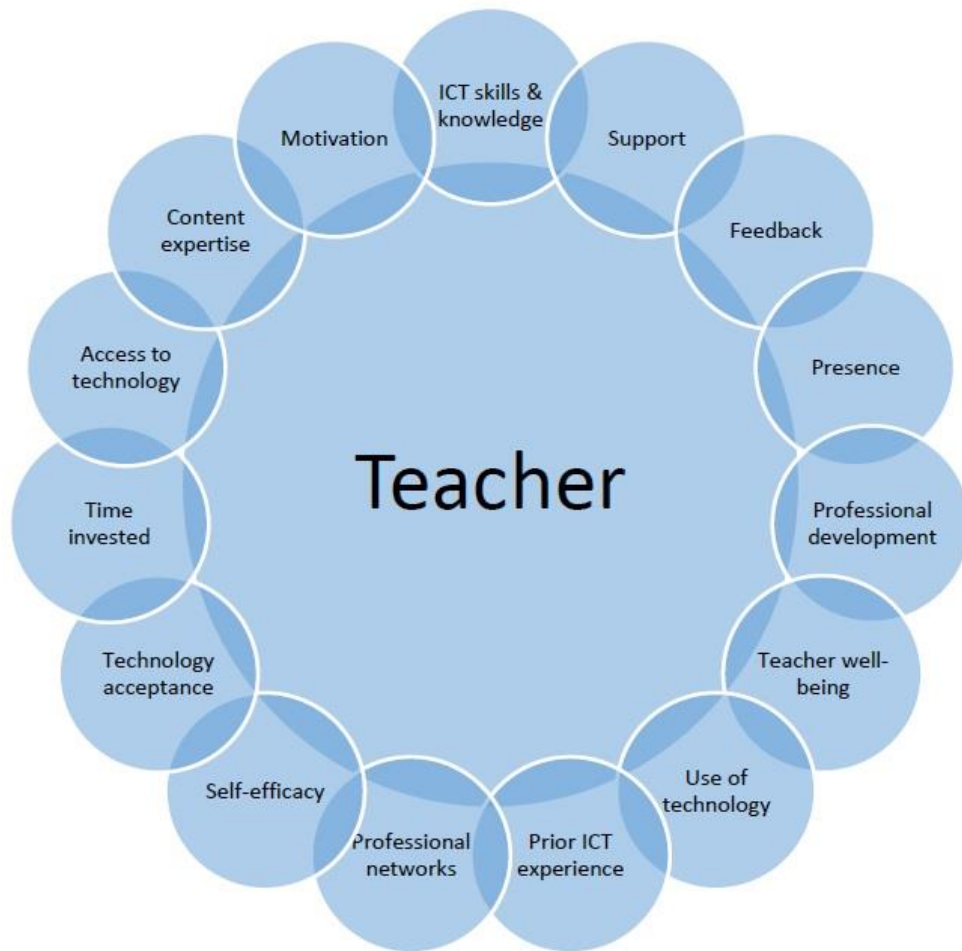 ICT skills &
knowledge
Support
Feedback
Presence
Professional
development
Teacher well-
being
Use of
technology
Prior ICT
experience
Professional
networks
Self-efficacy
Technology
acceptance
Time
invested
Access to
technology
Content
expertise
Motivation
Teacher